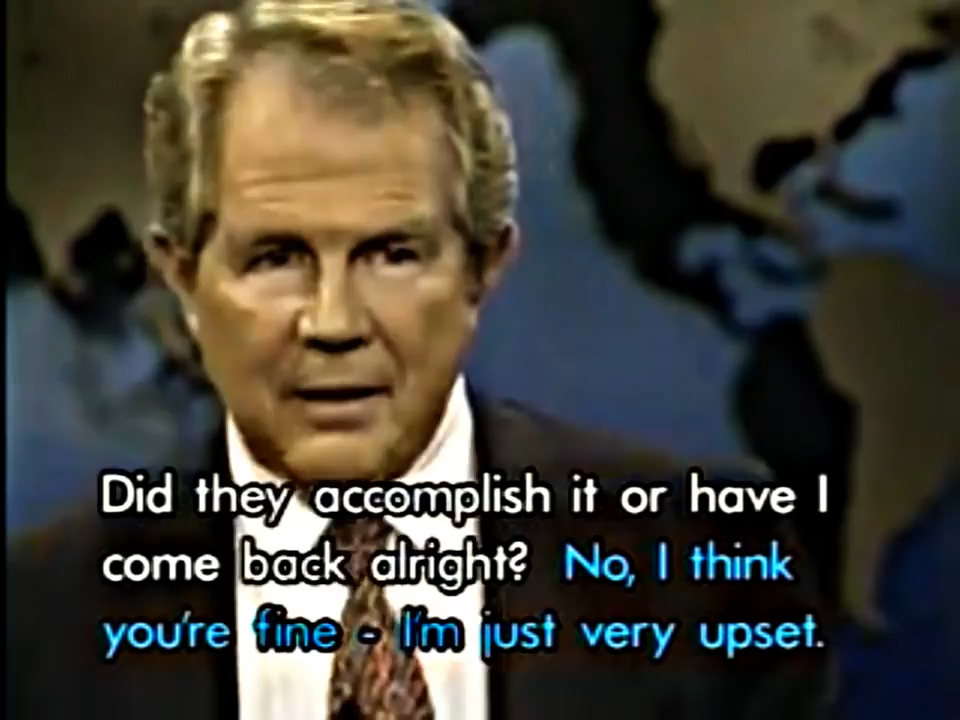 Did they accomplish it or have I
come back alright? No, I think
you're fine - I'm just very upset.